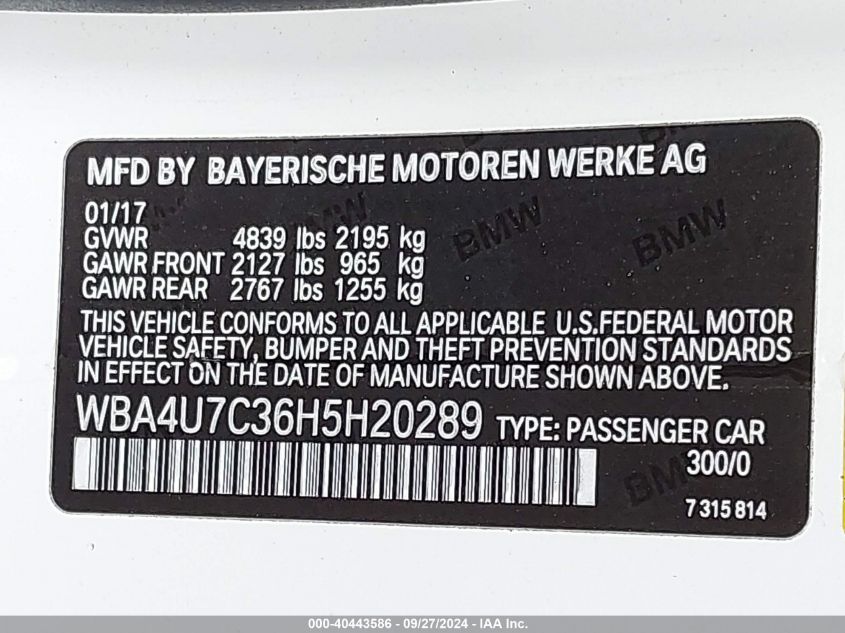 MFD BY BAYERISCHE MOTOREN WERKE AG
01/17
GVWR 4839 lbs 2195 kg
GAWR FRONT 2127 lbs 965 kg
GAWR REAR 2767 lbs 1255 kg
THIS VEHICLE CONFORMS TO ALL APPLICABLE U.S.FEDERAL MOTOR
VEHICLE SAFETY, BUMPER AND THEFT PREVENTION STANDARDS
IN EFFECT ON THE DATE OF MANUFACTURE SHOWN ABOVE.
WBA4U7C36H5H20289 TYPE: PASSENGER CAR
300/0
7 315 814
BMW
BMW
BMW
000-40443586 - 09/27/2024 - IAA Inc.